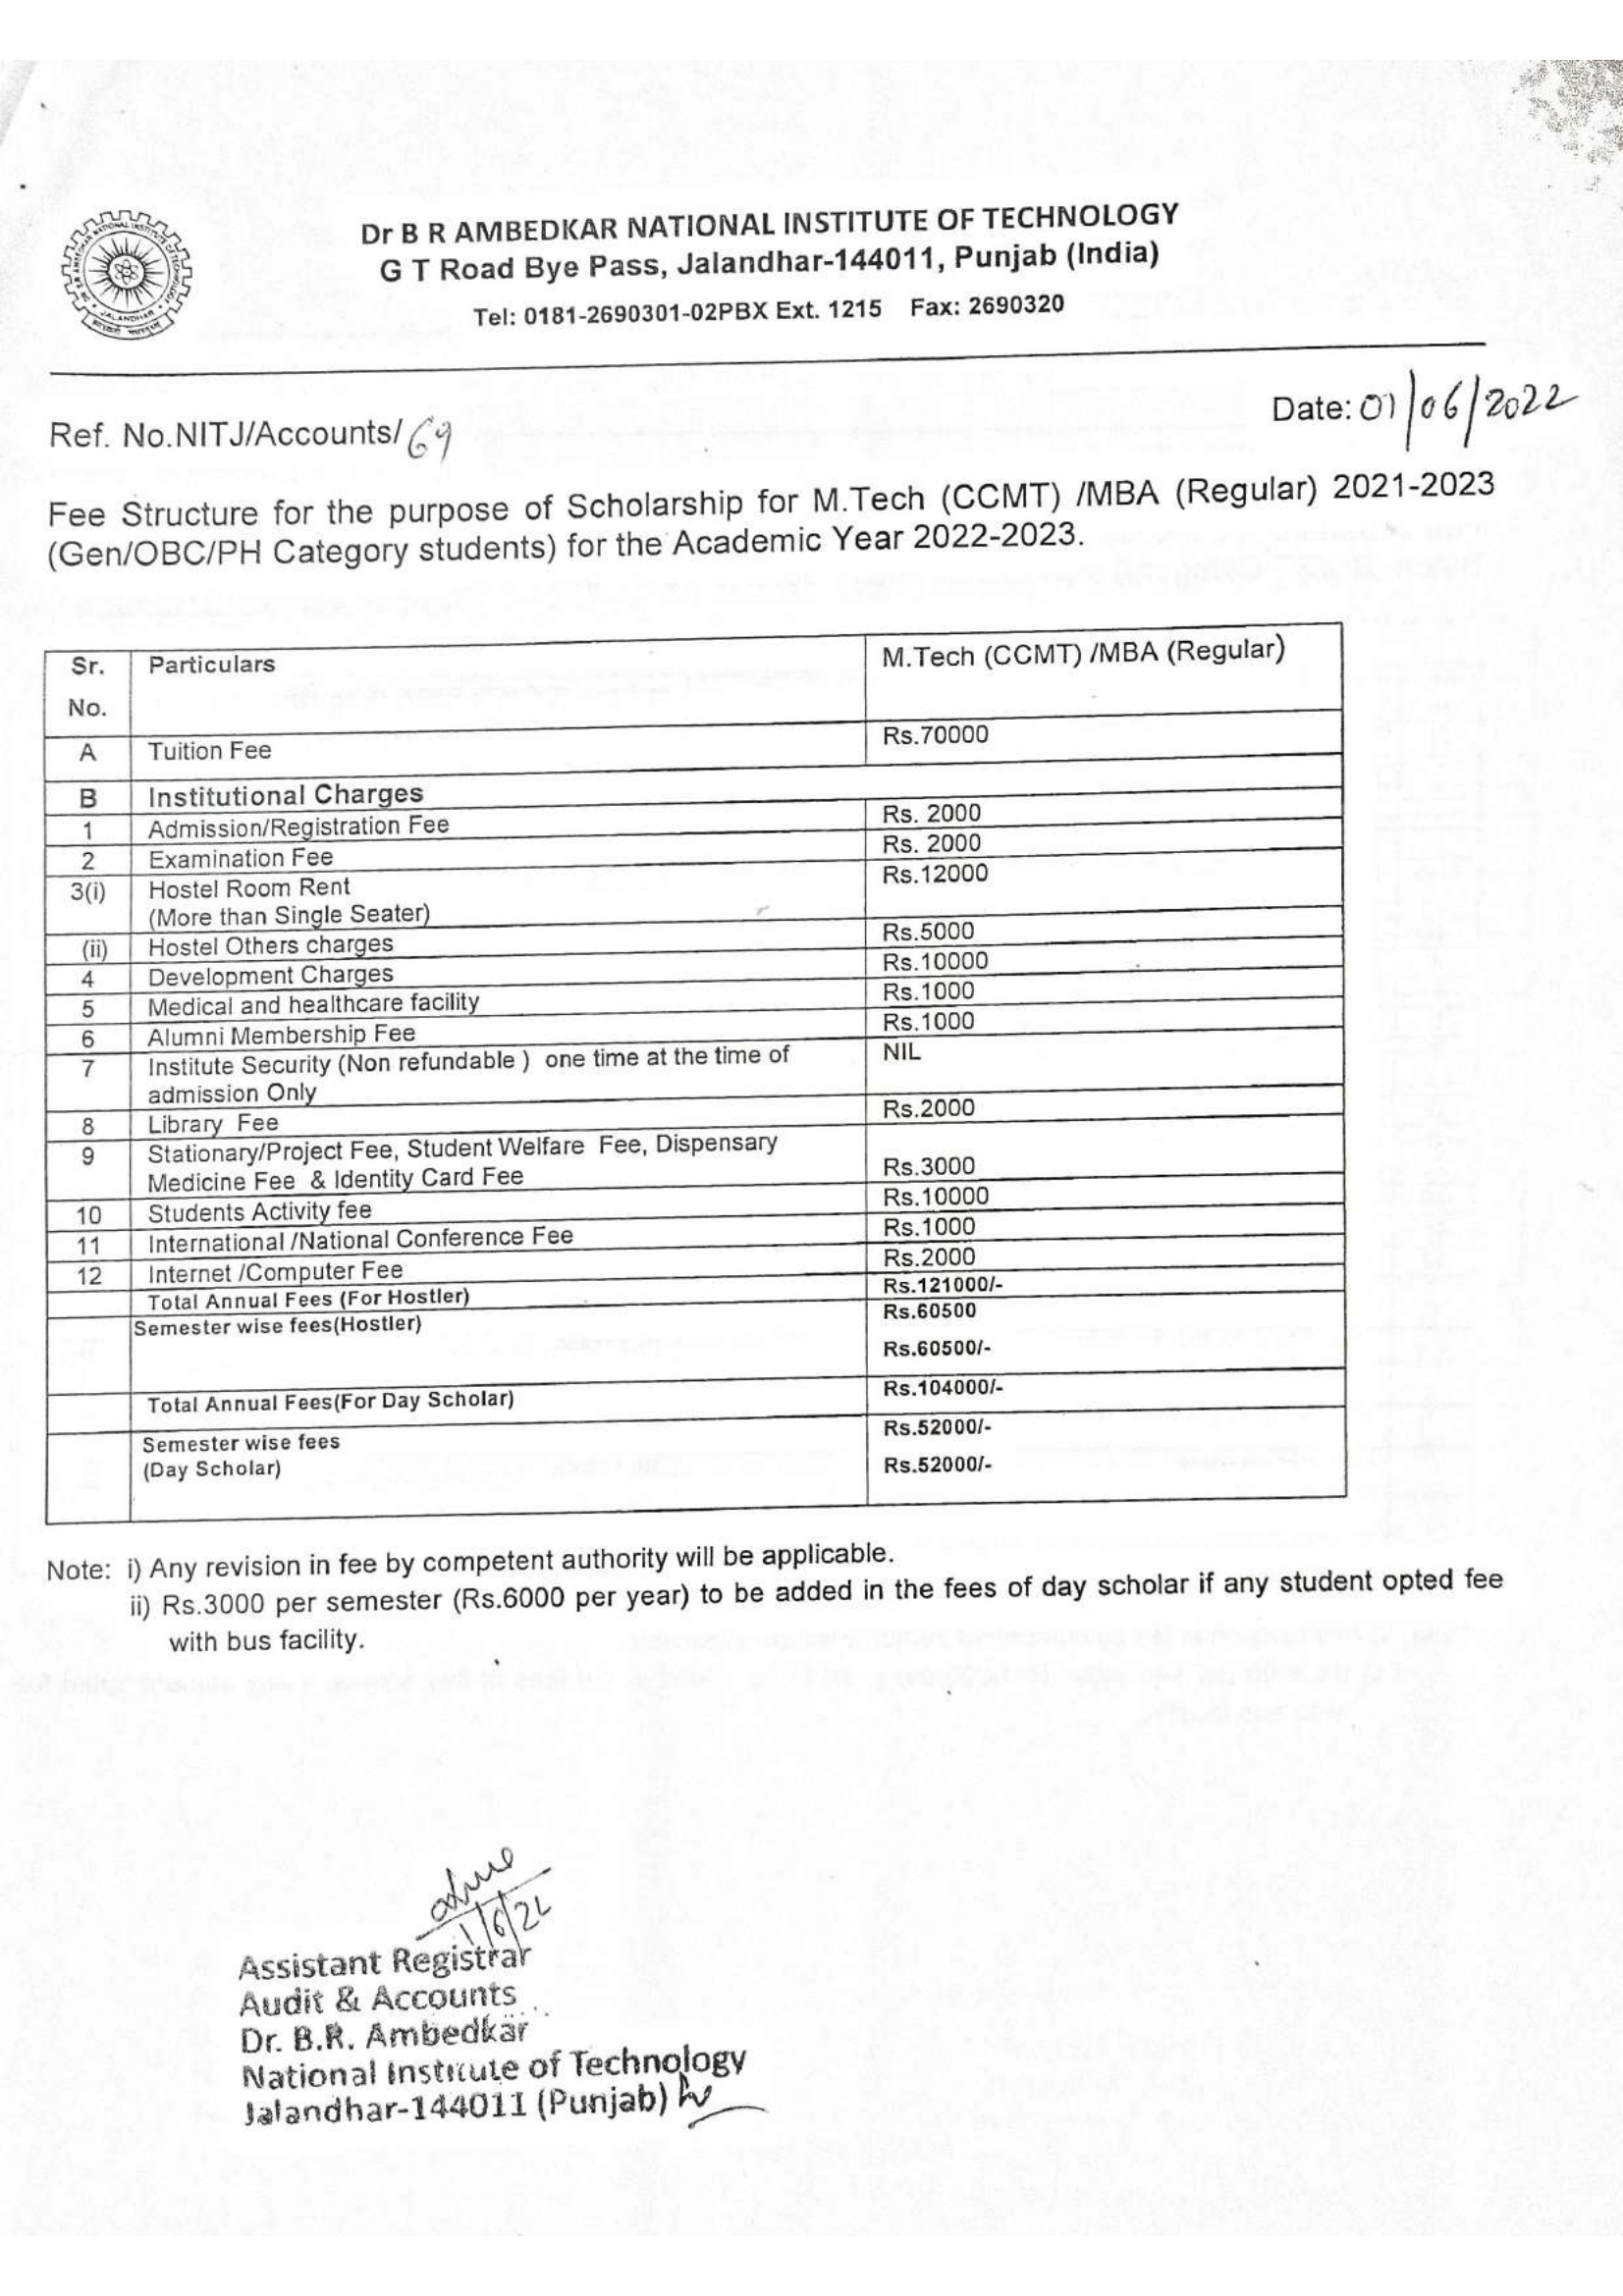 Dr B R AMBEDKAR NATIONAL INSTITUTE OF TECHNOLOGY
G T Road Bye Pass, Jalandhar-144011, Punjab (India)
Tel: 0181-2690301-02PBX Ext. 1215 Fax: 2690320
JALANDHAR
Ref. No.NITJ/Accounts/ 69
Date: 01/06/2022
Fee Structure for the purpose of Scholarship for M.Tech (CCMT) /MBA (Regular) 2021-2023
(Gen/OBC/PH Category students) for the Academic Year 2022-2023.
Sr. No. Particulars M.Tech (CCMT) /MBA (Regular)
A Tuition Fee Rs.70000
B Institutional Charges
1 Admission/Registration Fee Rs. 2000
2 Examination Fee Rs. 2000
3(i) Hostel Room Rent Rs.12000
(More than Single Seater)
(ii) Hostel Others charges Rs.5000
4 Development Charges Rs.10000
5 Medical and healthcare facility Rs.1000
6 Alumni Membership Fee Rs.1000
7 Institute Security (Non refundable ) one time at the time of NIL
admission Only
8 Library Fee Rs.2000
9 Stationary/Project Fee, Student Welfare Fee, Dispensary
Medicine Fee & Identity Card Fee Rs.3000
10 Students Activity fee Rs.10000
11 International /National Conference Fee Rs.1000
12 Internet /Computer Fee Rs.2000
Total Annual Fees (For Hostler) Rs.121000/-
Semester wise fees(Hostler) Rs.60500
Rs.60500/-
Total Annual Fees(For Day Scholar) Rs.104000/-
Semester wise fees Rs.52000/-
(Day Scholar) Rs.52000/-
Note: i) Any revision in fee by competent authority will be applicable.
ii) Rs.3000 per semester (Rs.6000 per year) to be added in the fees of day scholar if any student opted fee
with bus facility.
1/6/22
Assistant Registrar
Audit & Accounts
Dr. B.R. Ambedkar
National Institute of Technology
Jalandhar-144011 (Punjab)